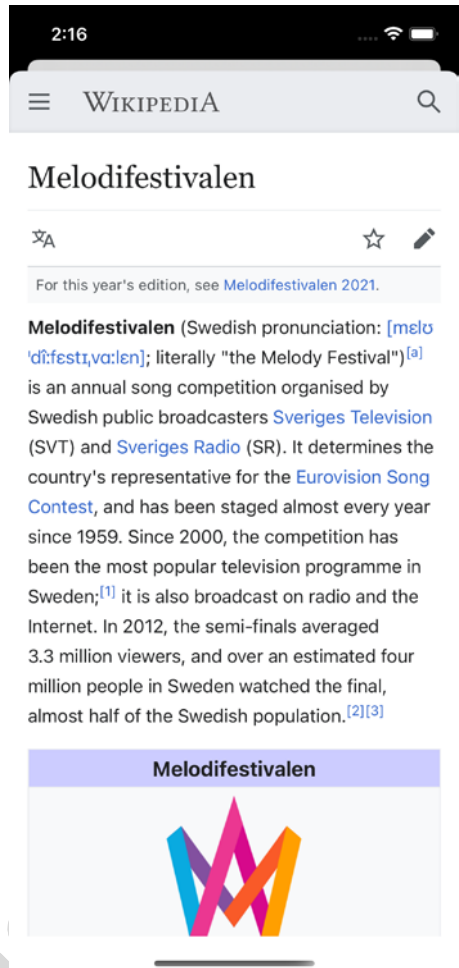 2:16
WIKIPEDIA
Melodifestivalen
For this year's edition, see Melodifestivalen 2021.
Melodifestivalen (Swedish pronunciation: [mɛlʊ
ˈdîːfɛstɪˌvɑːlɛn]; literally "the Melody Festival")[a]
is an annual song competition organised by
Swedish public broadcasters Sveriges Television
(SVT) and Sveriges Radio (SR). It determines the
country's representative for the Eurovision Song
Contest, and has been staged almost every year
since 1959. Since 2000, the competition has
been the most popular television programme in
Sweden;[1] it is also broadcast on radio and the
Internet. In 2012, the semi-finals averaged
3.3 million viewers, and over an estimated four
million people in Sweden watched the final,
almost half of the Swedish population.[2][3]
Melodifestivalen